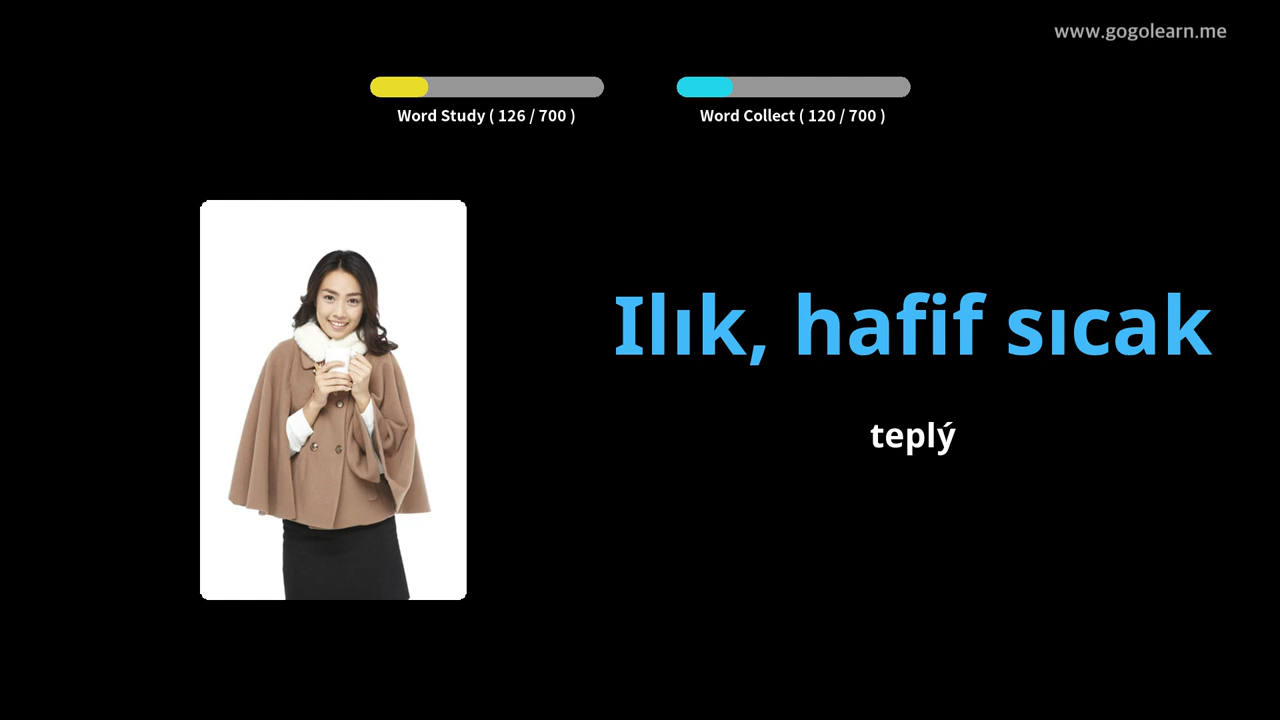 www.gogolearn.me
Word Study ( 126 / 700 )
Word Collect ( 120 / 700 )
Ilık, hafif sıcak
teplý